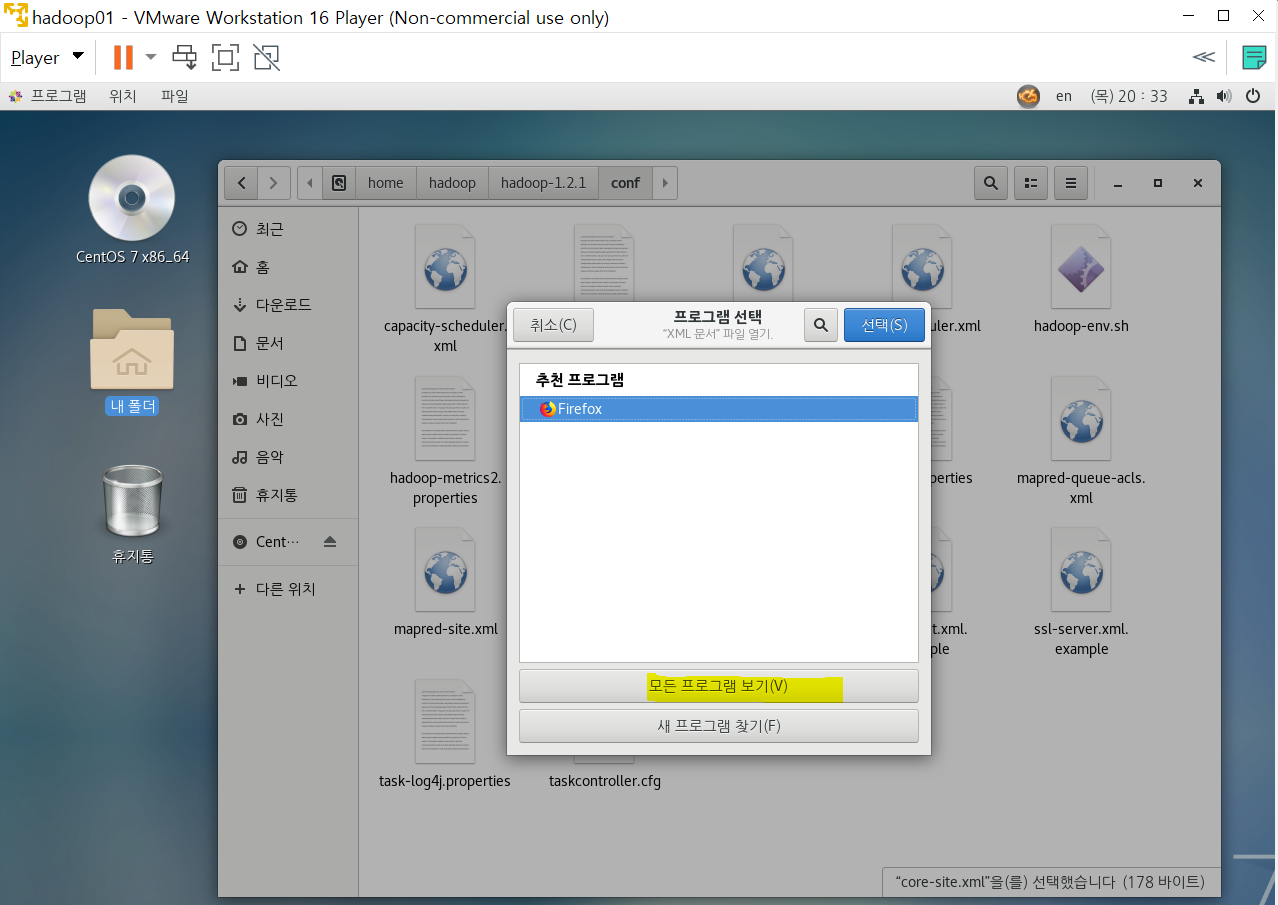 hadoop01 - VMware Workstation 16 Player (Non-commercial use only)
Player
프로그램 위치 파일
en (목) 20 : 33
CentOS 7 x86_64
내 폴더
휴지통
home hadoop hadoop-1.2.1 conf
최근
홈
다운로드
문서
비디오
사진
음악
휴지통
Cent…
다른 위치
capacity-scheduler.
xml
uler.xml
hadoop-env.sh
hadoop-metrics2.
properties
perties
mapred-queue-acls.
xml
mapred-site.xml
t.xml.
ple
ssl-server.xml.
example
task-log4j.properties
taskcontroller.cfg
취소(C)
프로그램 선택
“XML 문서” 파일 열기.
선택(S)
추천 프로그램
Firefox
모든 프로그램 보기(V)
새 프로그램 찾기(F)
“core-site.xml”을(를) 선택했습니다 (178 바이트)
7